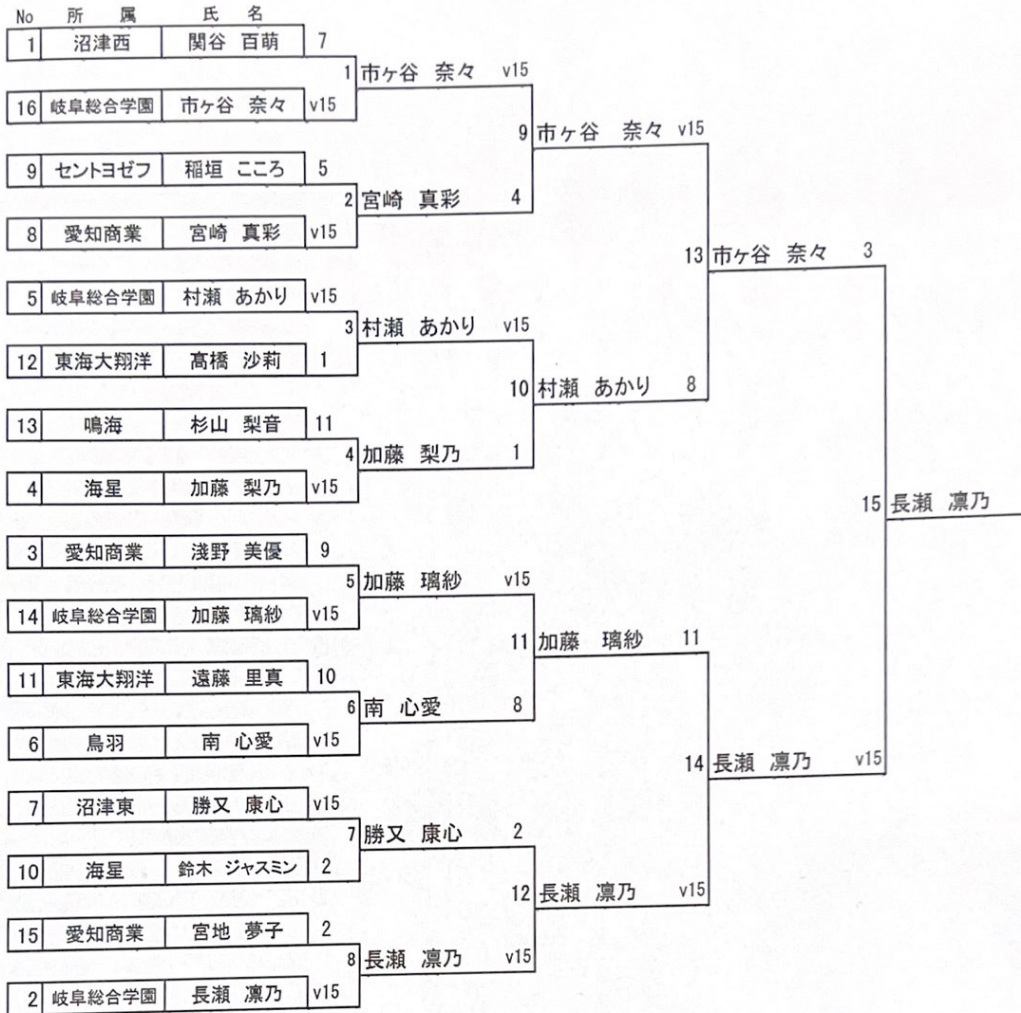 No 所 属 氏 名
1 沼津西 関谷 百萌 7
1 市ヶ谷 奈々 v15
16 岐阜総合学園 市ヶ谷 奈々 v15
9 市ヶ谷 奈々 v15
9 セントヨゼフ 稲垣 こころ 5
2 宮崎 真彩 4
8 愛知商業 宮崎 真彩 v15
13 市ヶ谷 奈々 3
5 岐阜総合学園 村瀬 あかり v15
3 村瀬 あかり v15
12 東海大翔洋 髙橋 沙莉 1
10 村瀬 あかり 8
13 鳴海 杉山 梨音 11
4 加藤 梨乃 1
4 海星 加藤 梨乃 v15
15 長瀬 凛乃
3 愛知商業 淺野 美優 9
5 加藤 璃紗 v15
14 岐阜総合学園 加藤 璃紗 v15
11 加藤 璃紗 11
11 東海大翔洋 遠藤 里真 10
6 南 心愛 8
6 鳥羽 南 心愛 v15
14 長瀬 凛乃 v15
7 沼津東 勝又 康心 v15
7 勝又 康心 2
10 海星 鈴木 ジャスミン 2
12 長瀬 凛乃 v15
15 愛知商業 宮地 夢子 2
8 長瀬 凛乃 v15
2 岐阜総合学園 長瀬 凛乃 v15